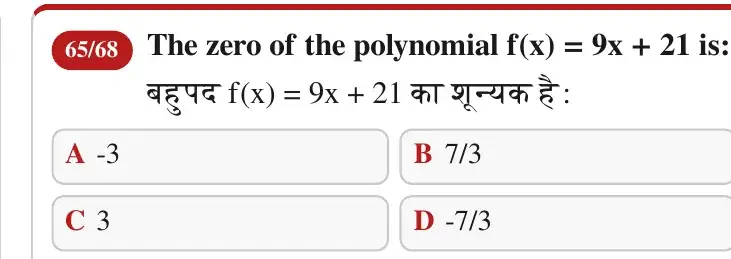 65/68 The zero of the polynomial f(x) = 9x + 21 is:
बहुपद f(x) = 9x + 21 का शून्यक है :
A -3 B 7/3
C 3 D -7/3